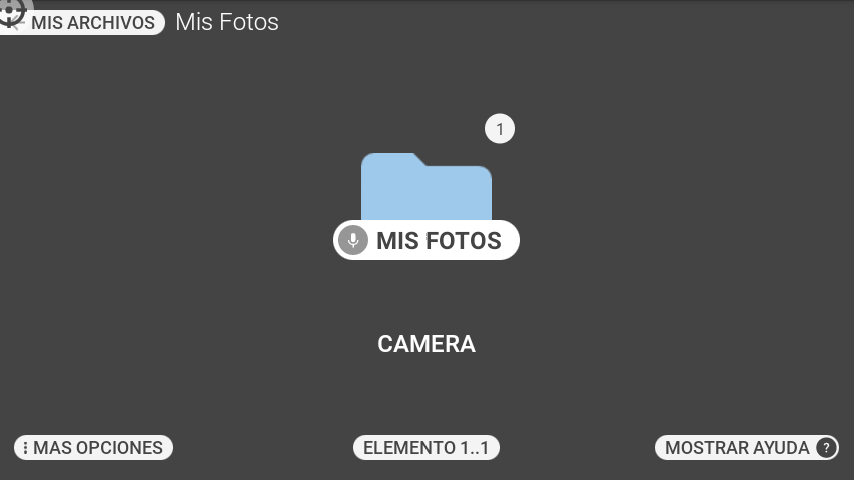 MIS ARCHIVOS Mis Fotos
1
MIS FOTOS
CAMERA
MAS OPCIONES
ELEMENTO 1..1
MOSTRAR AYUDA ?